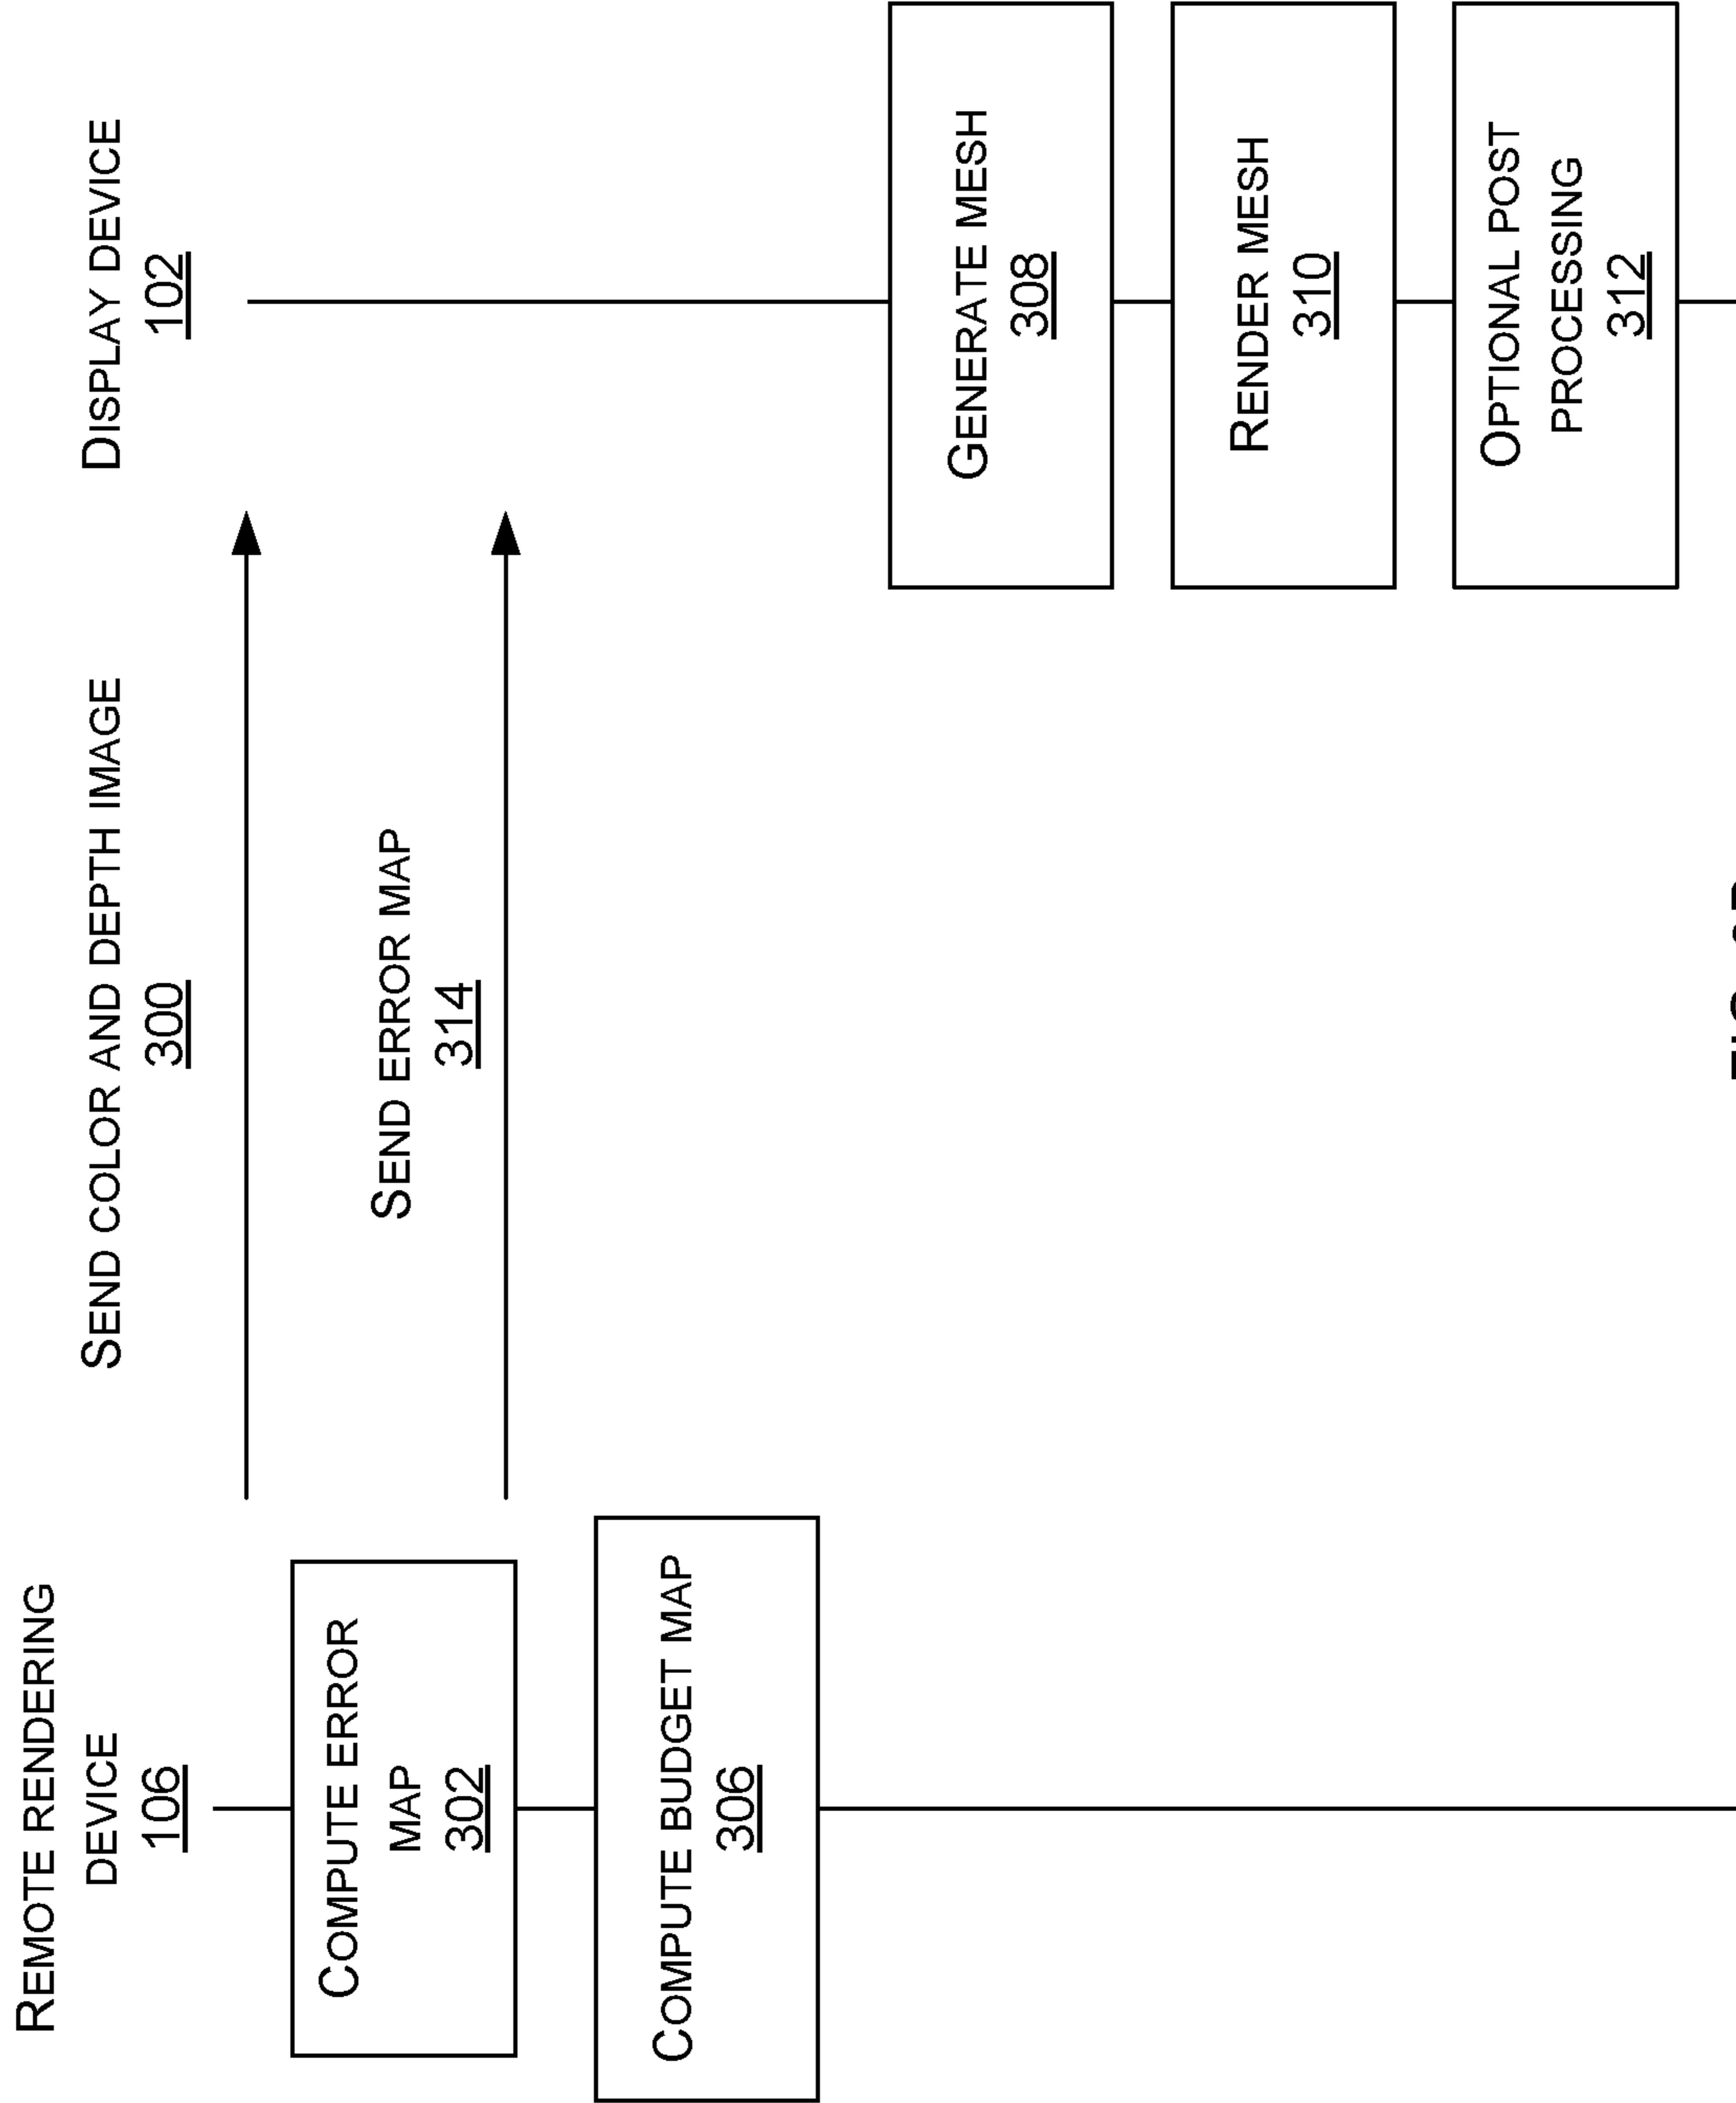 REMOTE RENDERING
DEVICE
106
SEND COLOR AND DEPTH IMAGE
300
DISPLAY DEVICE
102
COMPUTE ERROR
MAP
302
SEND ERROR MAP
314
COMPUTE BUDGET MAP
306
GENERATE MESH
308
RENDER MESH
310
OPTIONAL POST
PROCESSING
312